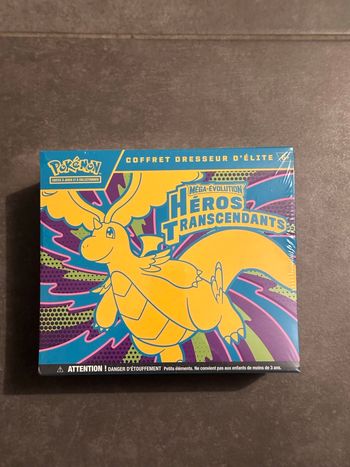 POKÉMON
COFFRET DRESSEUR D'ÉLITE
MÉGA-ÉVOLUTION
HÉROS
TRANSCENDANTS
ATTENTION ! DANGER D'ÉTOUFFEMENT Petits éléments. Ne convient pas aux enfants de moins de 3 ans.